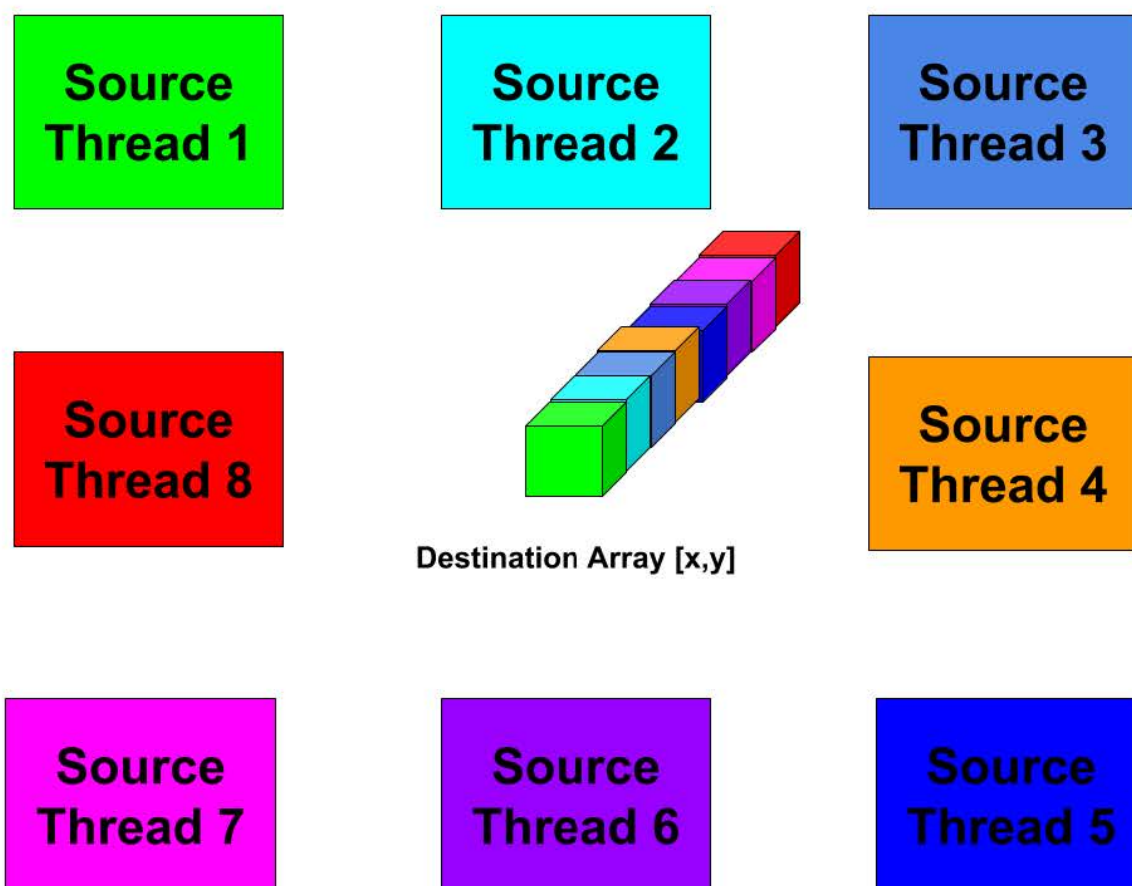 Source
Thread 1
Source
Thread 2
Source
Thread 3
Source
Thread 8
Source
Thread 4
Destination Array [x,y]
Source
Thread 7
Source
Thread 6
Source
Thread 5